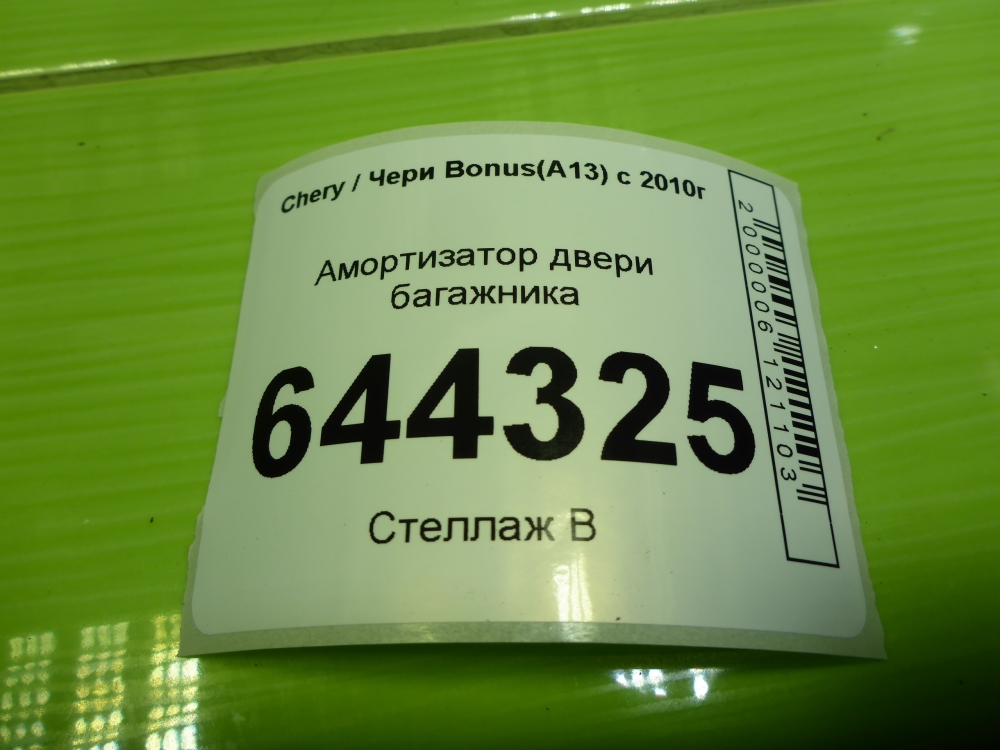 Chery / Чери Bonus(A13) с 2010г
Амортизатор двери
багажника
644325
Стеллаж В
2000006121103